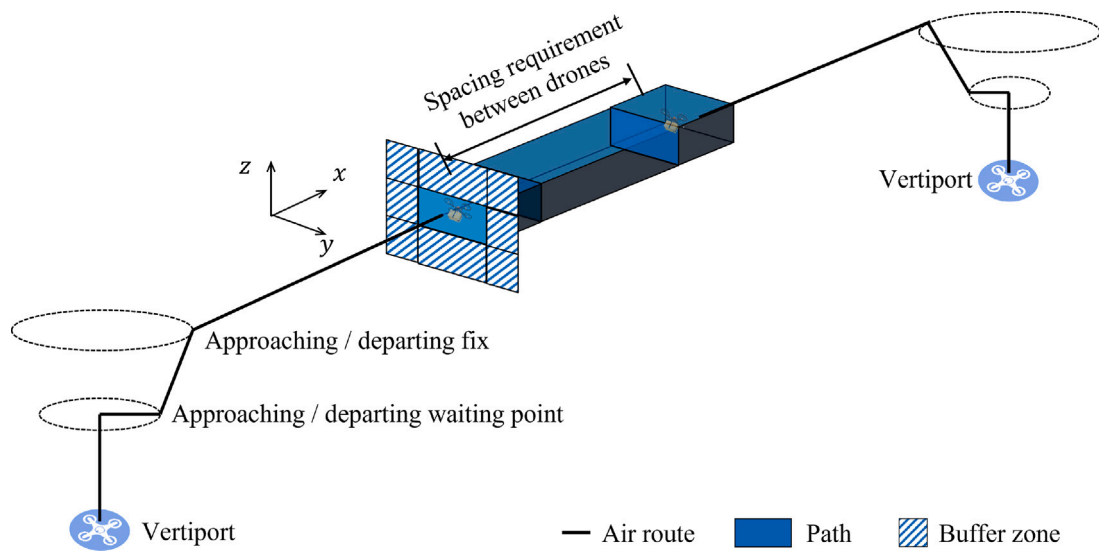 Spacing requirement
between drones
z
x
y
Vertiport
Approaching / departing fix
Approaching / departing waiting point
Vertiport
Air route
Path
Buffer zone